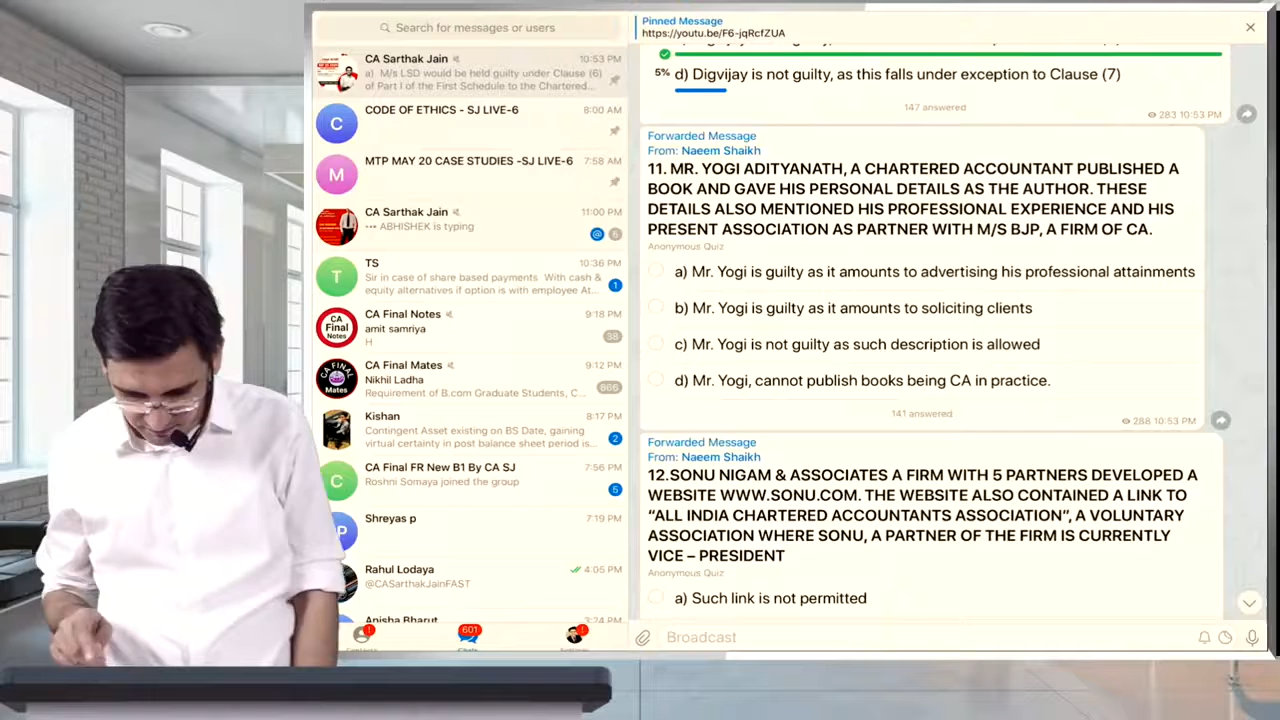 Search for messages or users
CA Sarthak Jain
10:53 PM
a) M/s LSD would be held guilty under Clause (6)
of Part I of the First Schedule to the Chartered...
C
CODE OF ETHICS - SJ LIVE-6
8:00 AM
M
MTP MAY 20 CASE STUDIES -SJ LIVE-6
7:58 AM
CA Sarthak Jain
11:00 PM
ABHISHEK is typing
@
6
T
TS
10:36 PM
Sir in case of share based payments With cash &
equity alternatives if option is with employee At...
1
CA
Final
Notes
CA Final Notes
9:18 PM
amit samriya
H
38
CA FINAL
Mates
CA Final Mates
9:12 PM
Nikhil Ladha
Requirement of B.com Graduate Students, C...
666
Kishan
8:17 PM
Contingent Asset existing on BS Date, gaining
virtual certainty in post balance sheet period is...
2
C
CA Final FR New B1 By CA SJ
7:56 PM
Roshni Somaya joined the group
5
P
Shreyas p
7:19 PM
Rahul Lodaya
4:05 PM
@CASarthakJainFAST
Anisha Bharut
3:24 PM
!
601
!
Chats
Pinned Message
https://youtu.be/F6-jqRcfZUA
5%
d) Digvijay is not guilty, as this falls under exception to Clause (7)
147 answered
283 10:53 PM
Forwarded Message
From: Naeem Shaikh
11. MR. YOGI ADITYANATH, A CHARTERED ACCOUNTANT PUBLISHED A
BOOK AND GAVE HIS PERSONAL DETAILS AS THE AUTHOR. THESE
DETAILS ALSO MENTIONED HIS PROFESSIONAL EXPERIENCE AND HIS
PRESENT ASSOCIATION AS PARTNER WITH M/S BJP, A FIRM OF CA.
Anonymous Quiz
a) Mr. Yogi is guilty as it amounts to advertising his professional attainments
b) Mr. Yogi is guilty as it amounts to soliciting clients
c) Mr. Yogi is not guilty as such description is allowed
d) Mr. Yogi, cannot publish books being CA in practice.
141 answered
288 10:53 PM
Forwarded Message
From: Naeem Shaikh
12.SONU NIGAM & ASSOCIATES A FIRM WITH 5 PARTNERS DEVELOPED A
WEBSITE WWW.SONU.COM. THE WEBSITE ALSO CONTAINED A LINK TO
“ALL INDIA CHARTERED ACCOUNTANTS ASSOCIATION”, A VOLUNTARY
ASSOCIATION WHERE SONU, A PARTNER OF THE FIRM IS CURRENTLY
VICE – PRESIDENT
Anonymous Quiz
a) Such link is not permitted
Broadcast